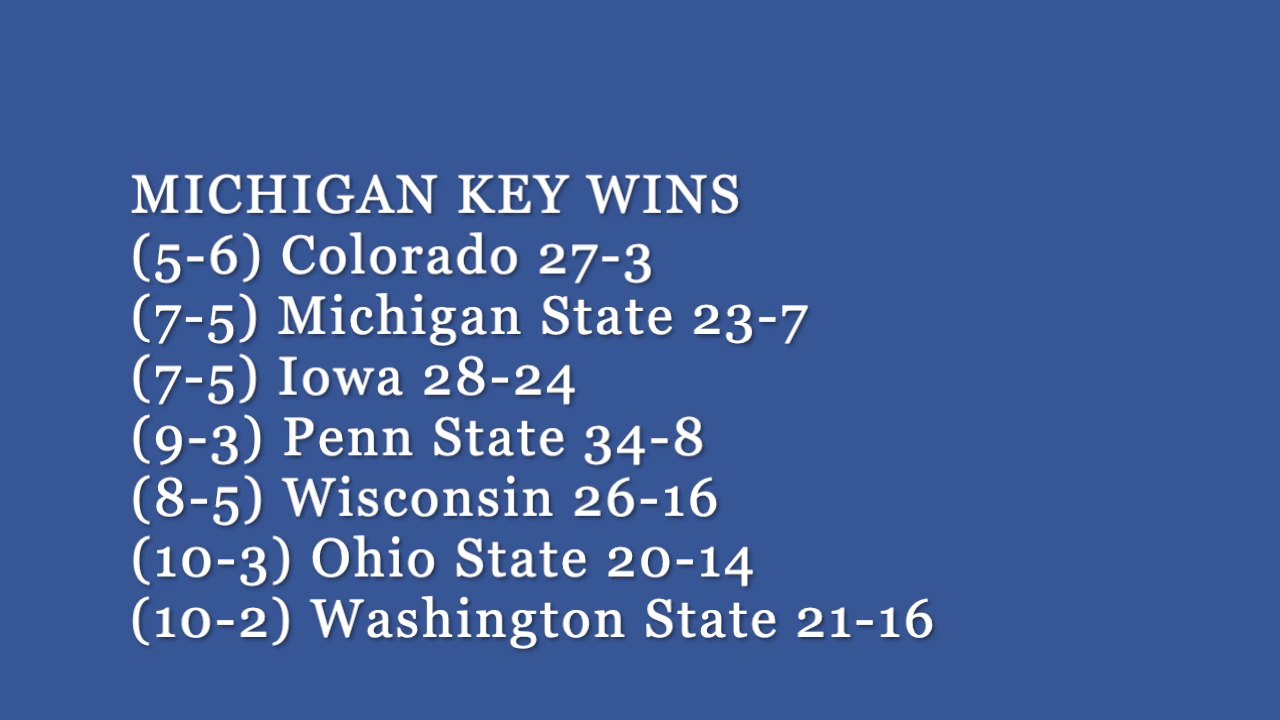 MICHIGAN KEY WINS
(5-6) Colorado 27-3
(7-5) Michigan State 23-7
(7-5) Iowa 28-24
(9-3) Penn State 34-8
(8-5) Wisconsin 26-16
(10-3) Ohio State 20-14
(10-2) Washington State 21-16